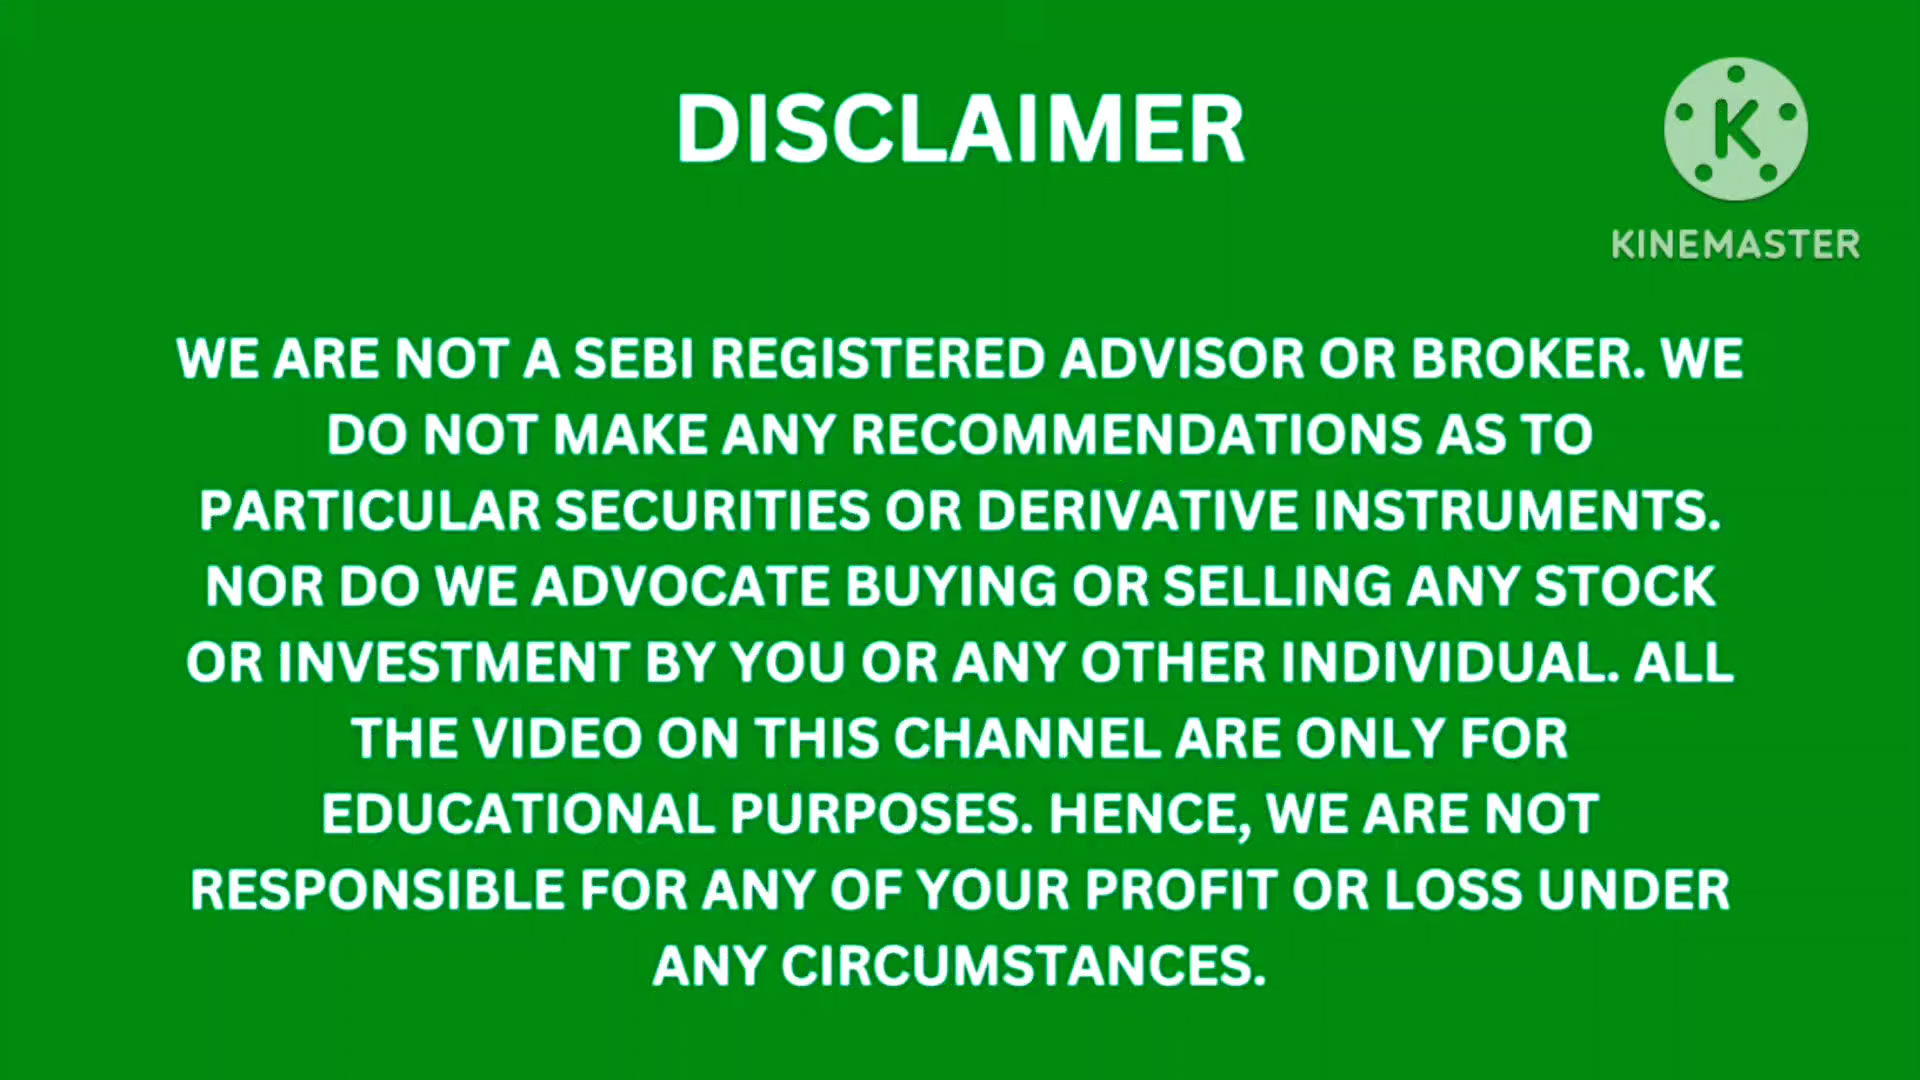 DISCLAIMER
K
KINEMASTER
WE ARE NOT A SEBI REGISTERED ADVISOR OR BROKER. WE
DO NOT MAKE ANY RECOMMENDATIONS AS TO
PARTICULAR SECURITIES OR DERIVATIVE INSTRUMENTS.
NOR DO WE ADVOCATE BUYING OR SELLING ANY STOCK
OR INVESTMENT BY YOU OR ANY OTHER INDIVIDUAL. ALL
THE VIDEO ON THIS CHANNEL ARE ONLY FOR
EDUCATIONAL PURPOSES. HENCE, WE ARE NOT
RESPONSIBLE FOR ANY OF YOUR PROFIT OR LOSS UNDER
ANY CIRCUMSTANCES.